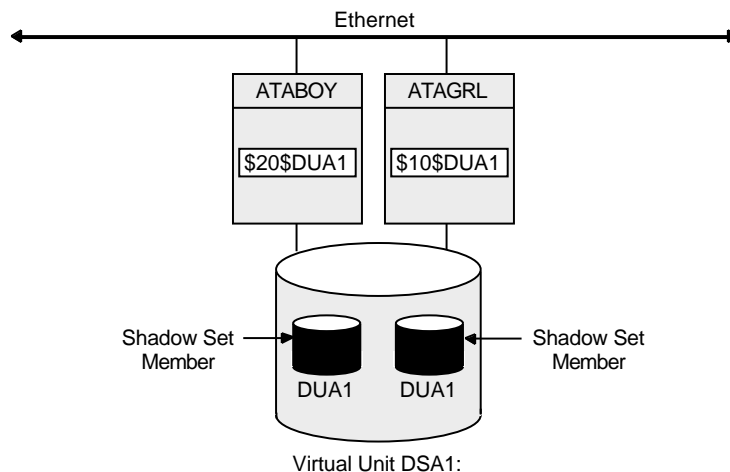 Ethernet
ATABOY
ATAGRL
$20$DUA1
$10$DUA1
Shadow Set
Member
Shadow Set
Member
DUA1
DUA1
Virtual Unit DSA1: